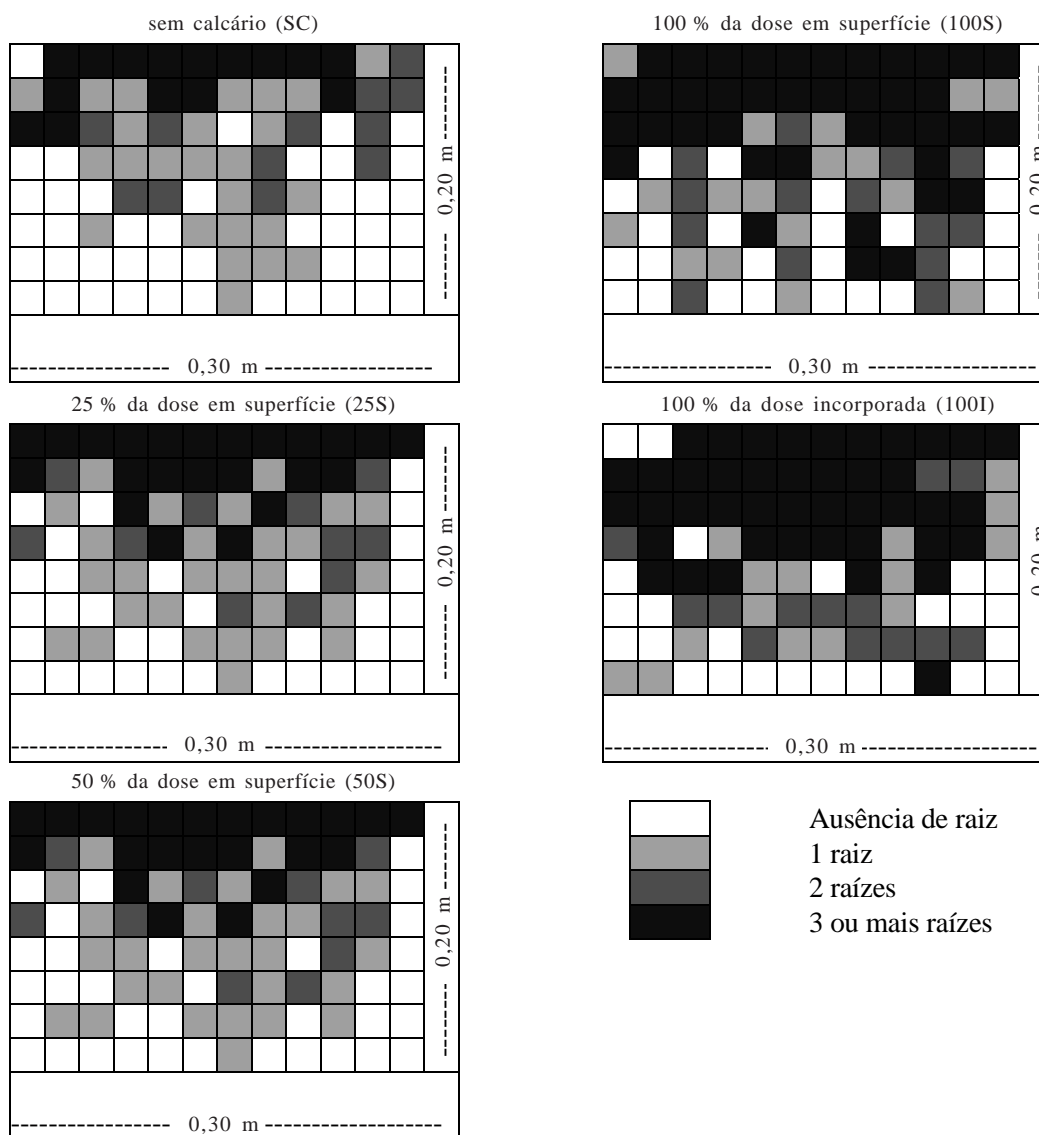 sem calcário (SC)
0,20 m
0,30 m
25 % da dose em superfície (25S)
0,20 m
0,30 m
50 % da dose em superfície (50S)
0,20 m
0,30 m
100 % da dose em superfície (100S)
0,20 m
0,30 m
100 % da dose incorporada (100I)
0,20 m
0,30 m
Ausência de raiz
1 raiz
2 raízes
3 ou mais raízes